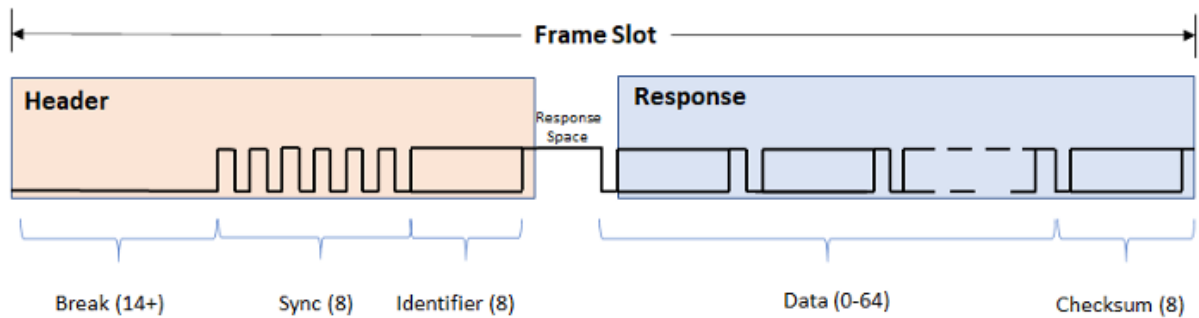 Frame Slot
Header
Response
Space
Response
Break (14+)
Sync (8)
Identifier (8)
Data (0-64)
Checksum (8)